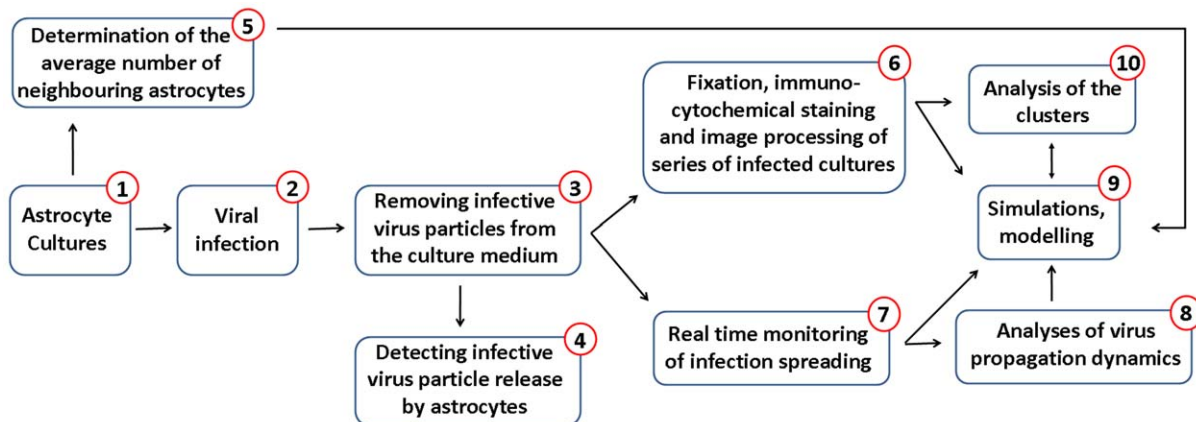 5
Determination of the
average number of
neighbouring astrocytes
1
Astrocyte
Cultures
2
Viral
infection
3
Removing infective
virus particles from
the culture medium
4
Detecting infective
virus particle release
by astrocytes
6
Fixation, immuno-
cytochemical staining
and image processing of
series of infected cultures
7
Real time monitoring
of infection spreading
10
Analysis of the
clusters
9
Simulations,
modelling
8
Analyses of virus
propagation dynamics